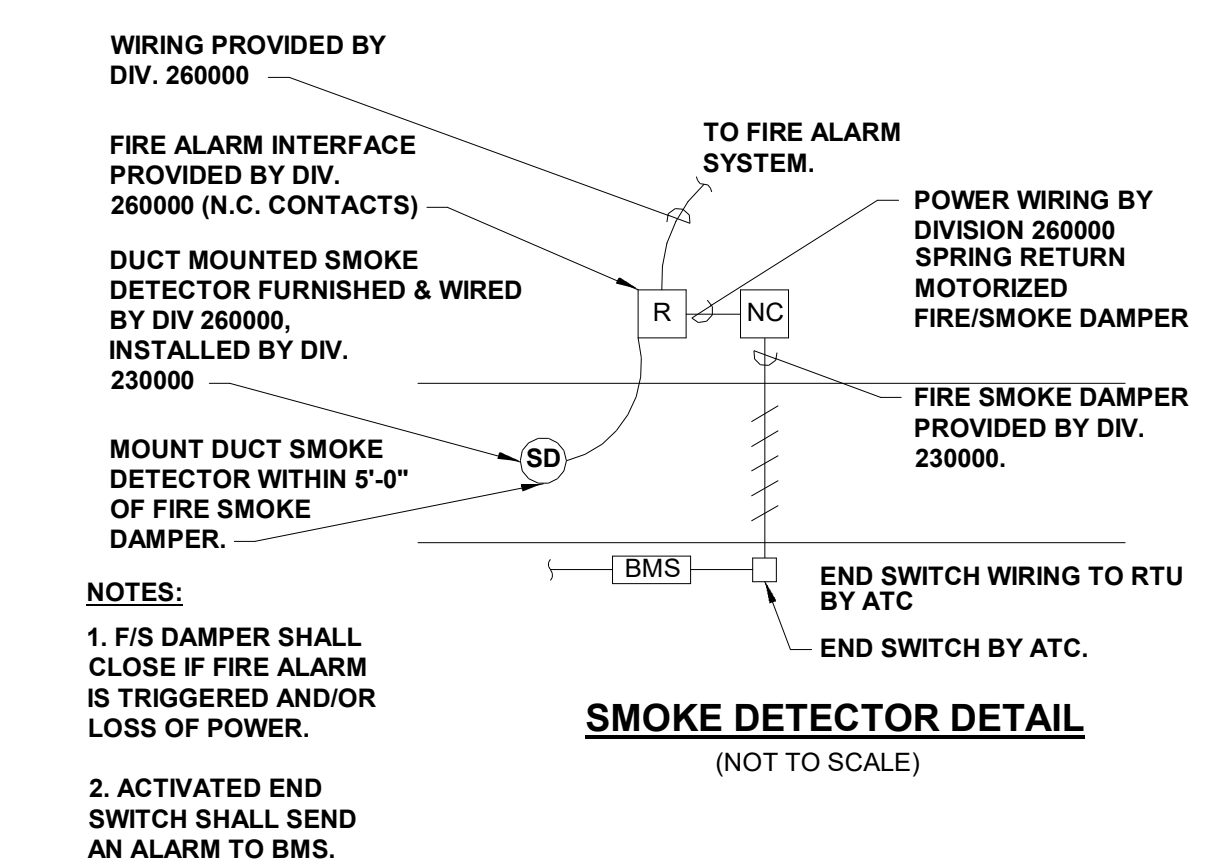 WIRING PROVIDED BY
DIV. 260000
FIRE ALARM INTERFACE
PROVIDED BY DIV.
260000 (N.C. CONTACTS)
DUCT MOUNTED SMOKE
DETECTOR FURNISHED & WIRED
BY DIV 260000,
INSTALLED BY DIV.
230000
MOUNT DUCT SMOKE
DETECTOR WITHIN 5'-0"
OF FIRE SMOKE
DAMPER.
TO FIRE ALARM
SYSTEM.
R
NC
SD
BMS
POWER WIRING BY
DIVISION 260000
SPRING RETURN
MOTORIZED
FIRE/SMOKE DAMPER
FIRE SMOKE DAMPER
PROVIDED BY DIV.
230000.
END SWITCH WIRING TO RTU
BY ATC
END SWITCH BY ATC.
NOTES:
1. F/S DAMPER SHALL
CLOSE IF FIRE ALARM
IS TRIGGERED AND/OR
LOSS OF POWER.
2. ACTIVATED END
SWITCH SHALL SEND
AN ALARM TO BMS.
SMOKE DETECTOR DETAIL
(NOT TO SCALE)